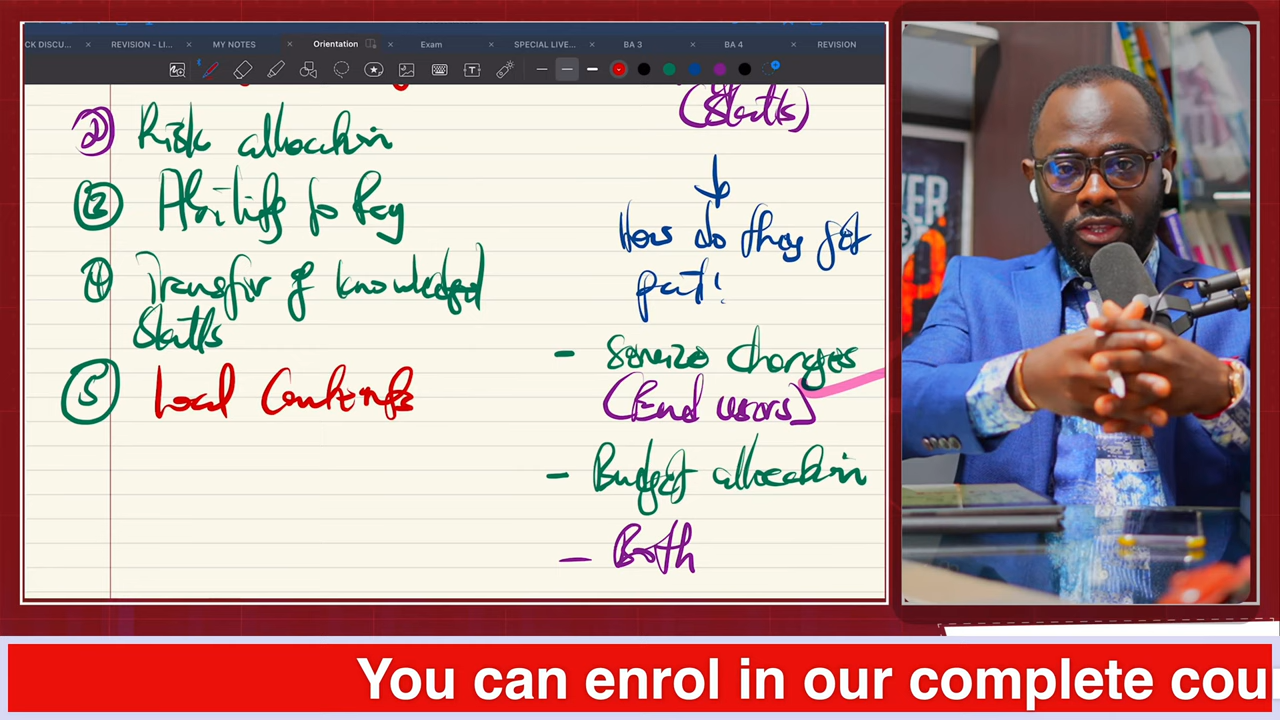 CK DISCU...
REVISION - LI...
MY NOTES
Orientation
Exam
SPECIAL LIVE...
BA 3
BA 4
REVISION
② Risk allocation
③ Ability to Pay
④ Transfer of knowledge
Skills
⑤ Local Contents
(Skills)
How do they get
paid!
- Service charges
(End users)
- Budget allocation
- Both
You can enrol in our complete cou